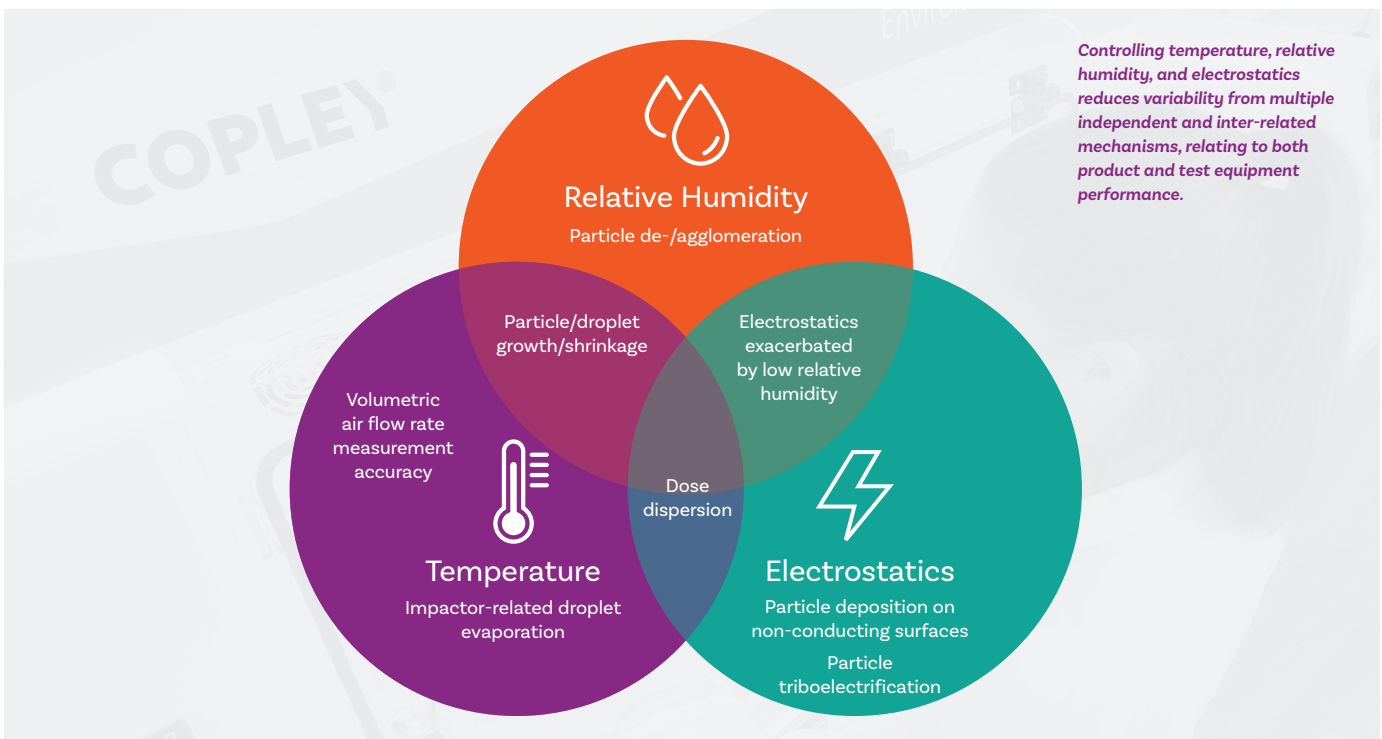 COPLEY
Controlling temperature, relative
humidity, and electrostatics
reduces variability from multiple
independent and inter-related
mechanisms, relating to both
product and test equipment
performance.
Relative Humidity
Particle de-/agglomeration
Particle/droplet
growth/shrinkage
Electrostatics
exacerbated
by low relative
humidity
Volumetric
air flow rate
measurement
accuracy
Dose
dispersion
Temperature
Impactor-related droplet
evaporation
Electrostatics
Particle deposition on
non-conducting surfaces
Particle
triboelectrification